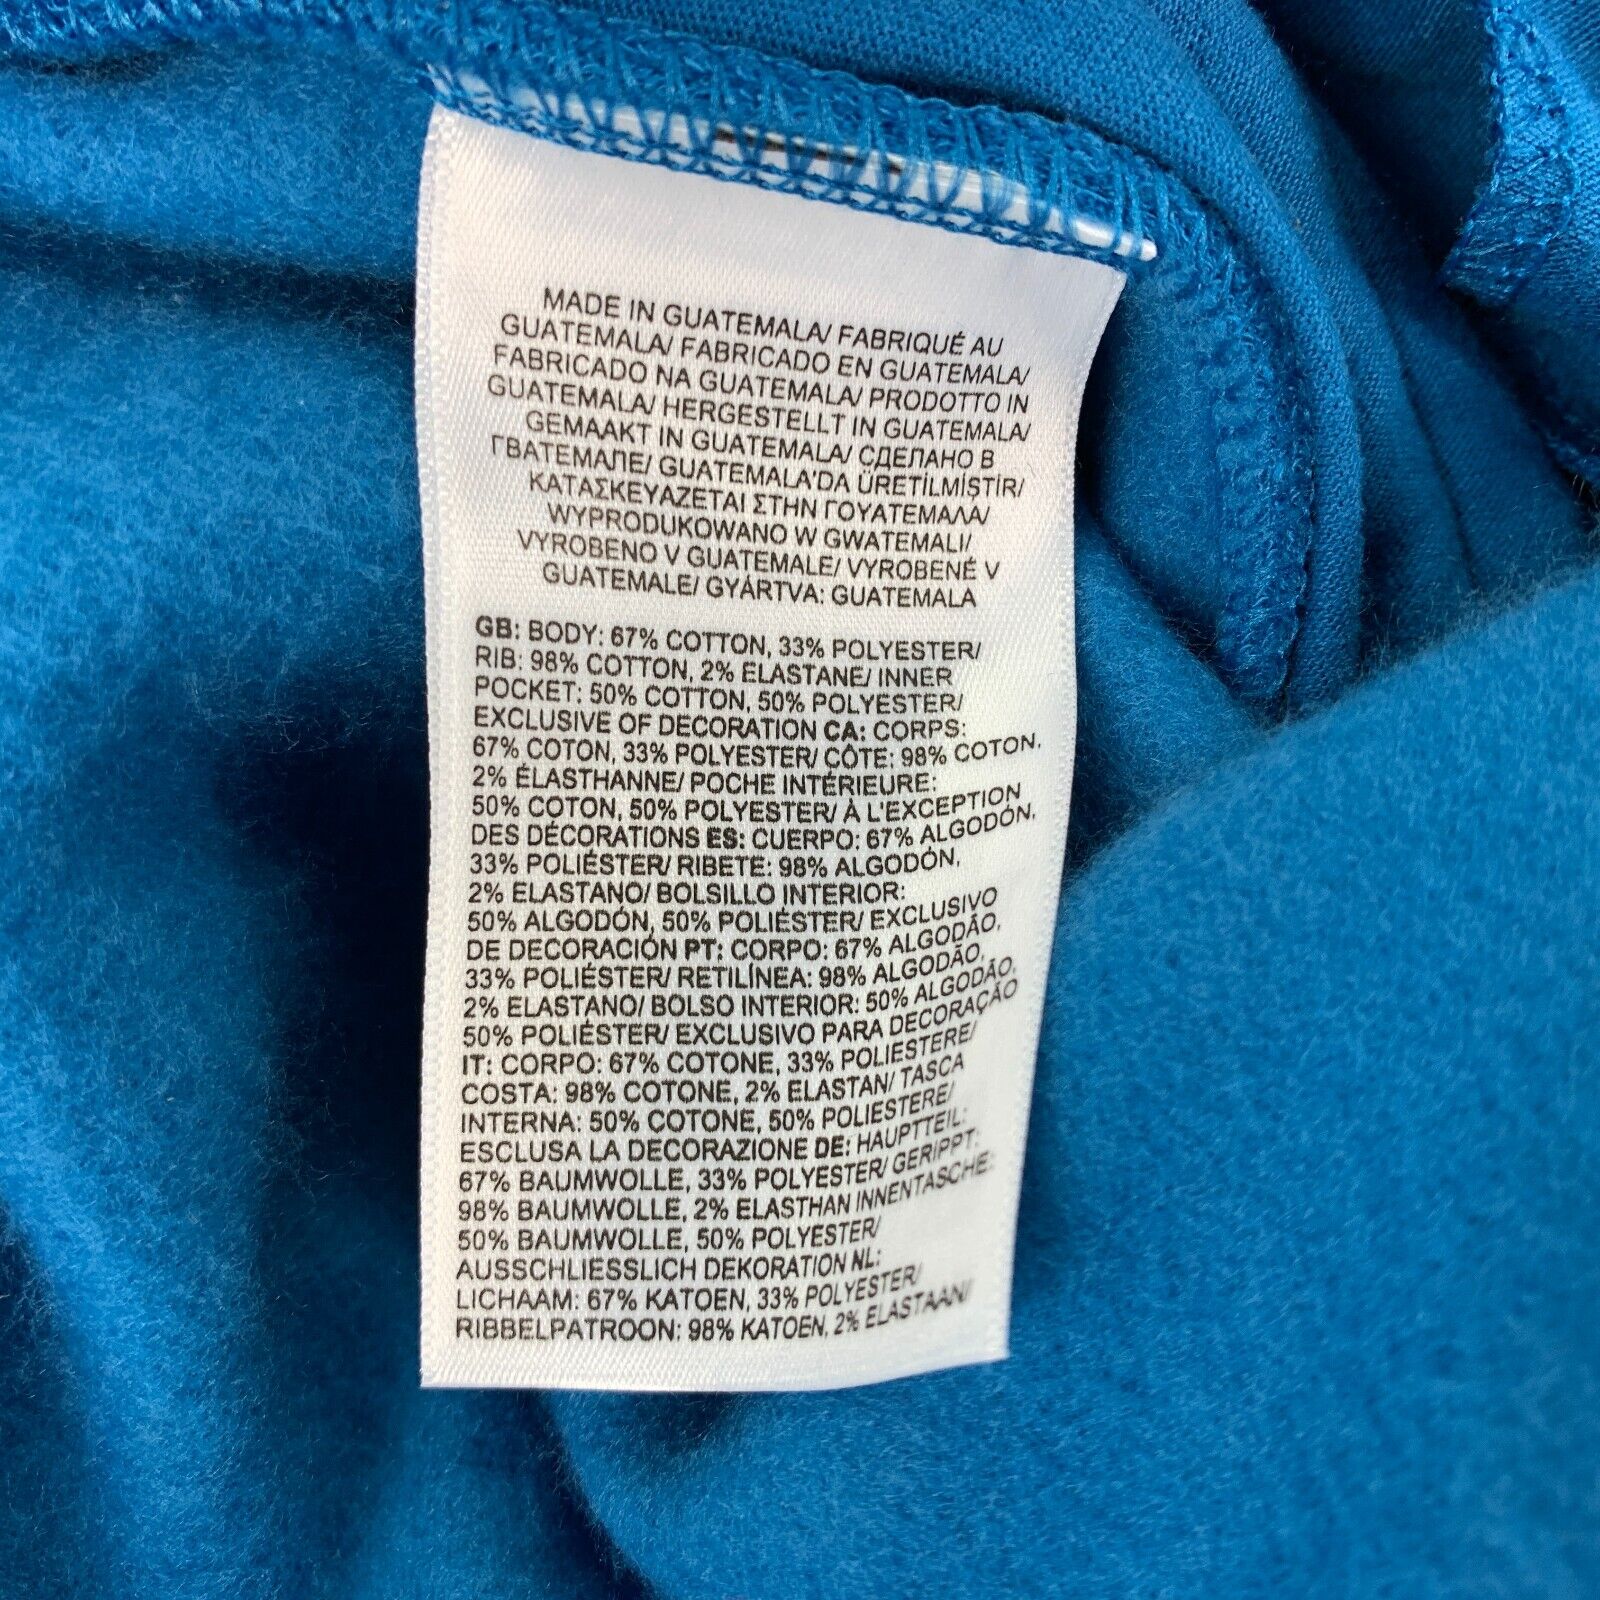 MADE IN GUATEMALA/ FABRIQUÉ AU
GUATEMALA/ FABRICADO EN GUATEMALA/
FABRICADO NA GUATEMALA/ PRODOTTO IN
GUATEMALA/ HERGESTELLT IN GUATEMALA/
GEMAAKT IN GUATEMALA/ СДЕЛАНО В
ГВАТЕМАЛЕ/ GUATEMALA'DA ÜRETİLMİŞTİR/
ΚΑΤΑΣΚΕΥΑΖΕΤΑΙ ΣΤΗΝ ΓΟΥΑΤΕΜΑΛΑ/
WYPRODUKOWANO W GWATEMALI/
VYROBENO V GUATEMALE/ VYROBENÉ V
GUATEMALE/ GYÁRTVA: GUATEMALA
GB: BODY: 67% COTTON, 33% POLYESTER/
RIB: 98% COTTON, 2% ELASTANE/ INNER
POCKET: 50% COTTON, 50% POLYESTER/
EXCLUSIVE OF DECORATION CA: CORPS:
67% COTON, 33% POLYESTER/ CÔTE: 98% COTON,
2% ÉLASTHANNE/ POCHE INTÉRIEURE:
50% COTON, 50% POLYESTER/ À L'EXCEPTION
DES DÉCORATIONS ES: CUERPO: 67% ALGODÓN,
33% POLIÉSTER/ RIBETE: 98% ALGODÓN,
2% ELASTANO/ BOLSILLO INTERIOR:
50% ALGODÓN, 50% POLIÉSTER/ EXCLUSIVO
DE DECORACIÓN PT: CORPO: 67% ALGODÃO,
33% POLIÉSTER/ RETILÍNEA: 98% ALGODÃO,
2% ELASTANO/ BOLSO INTERIOR: 50% ALGODÃO,
50% POLIÉSTER/ EXCLUSIVO PARA DECORAÇÃO
IT: CORPO: 67% COTONE, 33% POLIESTERE/
COSTA: 98% COTONE, 2% ELASTAN/ TASCA
INTERNA: 50% COTONE, 50% POLIESTERE/
ESCLUSA LA DECORAZIONE DE: HAUPTTEIL:
67% BAUMWOLLE, 33% POLYESTER/ GERIPPT:
98% BAUMWOLLE, 2% ELASTHAN INNENTASCHE:
50% BAUMWOLLE, 50% POLYESTER/
AUSSCHLIESSLICH DEKORATION NL:
LICHAAM: 67% KATOEN, 33% POLYESTER/
RIBBELPATROON: 98% KATOEN, 2% ELASTAAN/